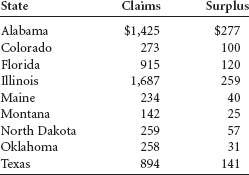 State Claims Surplus
Alabama $1,425 $277
Colorado 273 100
Florida 915 120
Illinois 1,687 259
Maine 234 40
Montana 142 25
North Dakota 259 57
Oklahoma 258 31
Texas 894 141